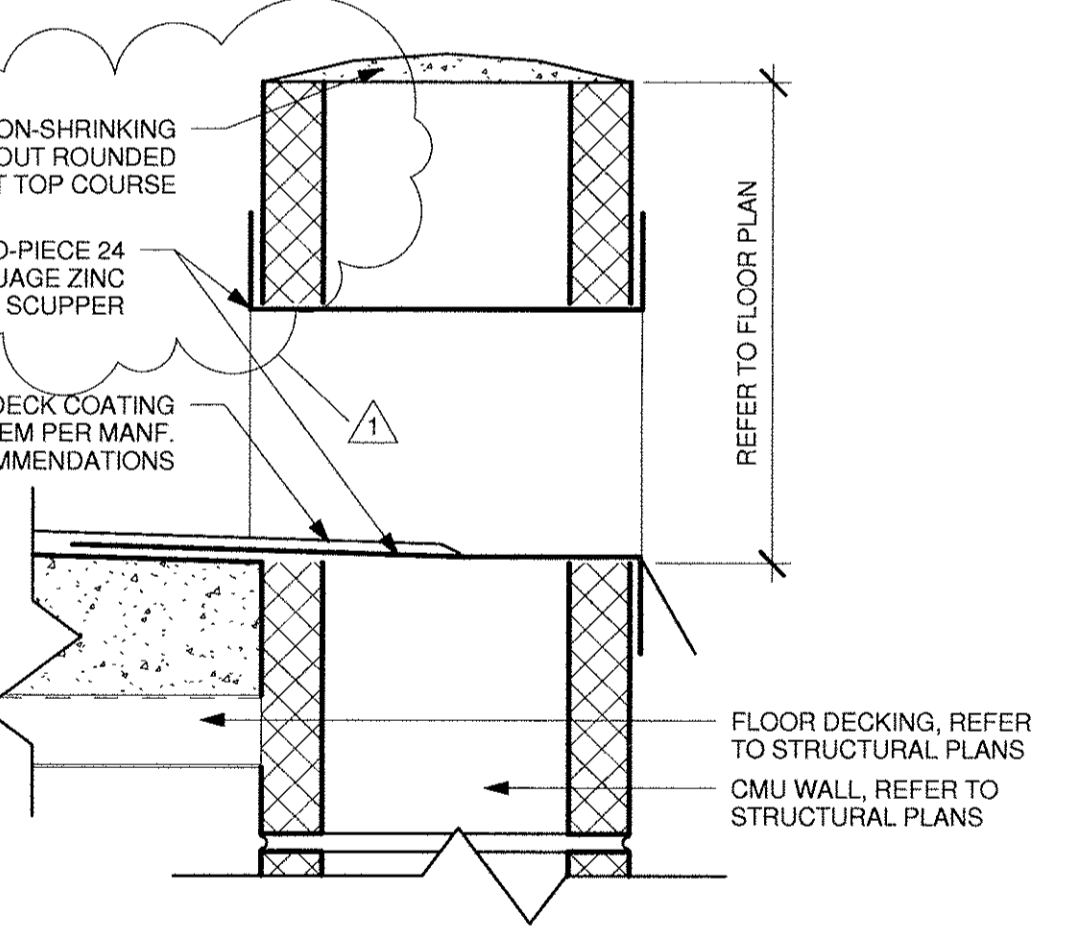 ON-SHRINKING
OUT ROUNDED
T TOP COURSE
O-PIECE 24
UAGE ZINC
SCUPPER
DECK COATING
EM PER MANF.
MMENDATIONS
1
REFER TO FLOOR PLAN
FLOOR DECKING, REFER
TO STRUCTURAL PLANS
CMU WALL, REFER TO
STRUCTURAL PLANS